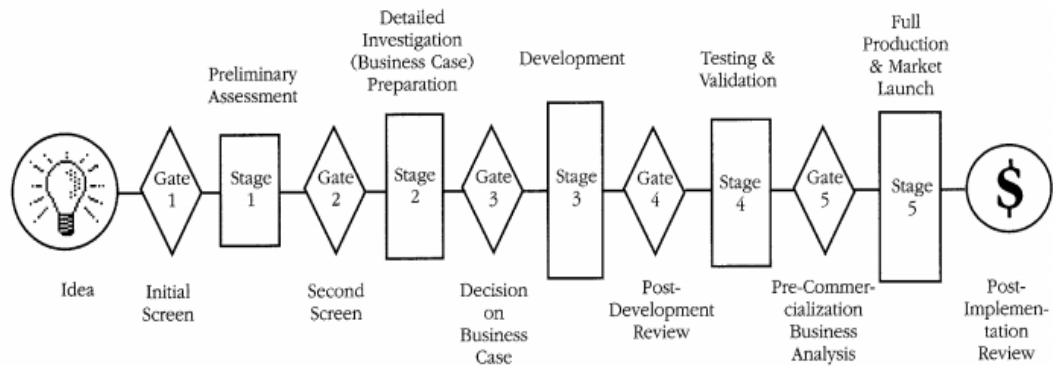 Preliminary
Assessment
Detailed
Investigation
(Business Case)
Preparation
Development
Testing &
Validation
Full
Production
& Market
Launch
Gate
1
Stage
1
Gate
2
Stage
2
Gate
3
Stage
3
Gate
4
Stage
4
Gate
5
Stage
5
$
Idea
Initial
Screen
Second
Screen
Decision
on
Business
Case
Post-
Development
Review
Pre-Commer-
cialization
Business
Analysis
Post-
Implemen-
tation
Review